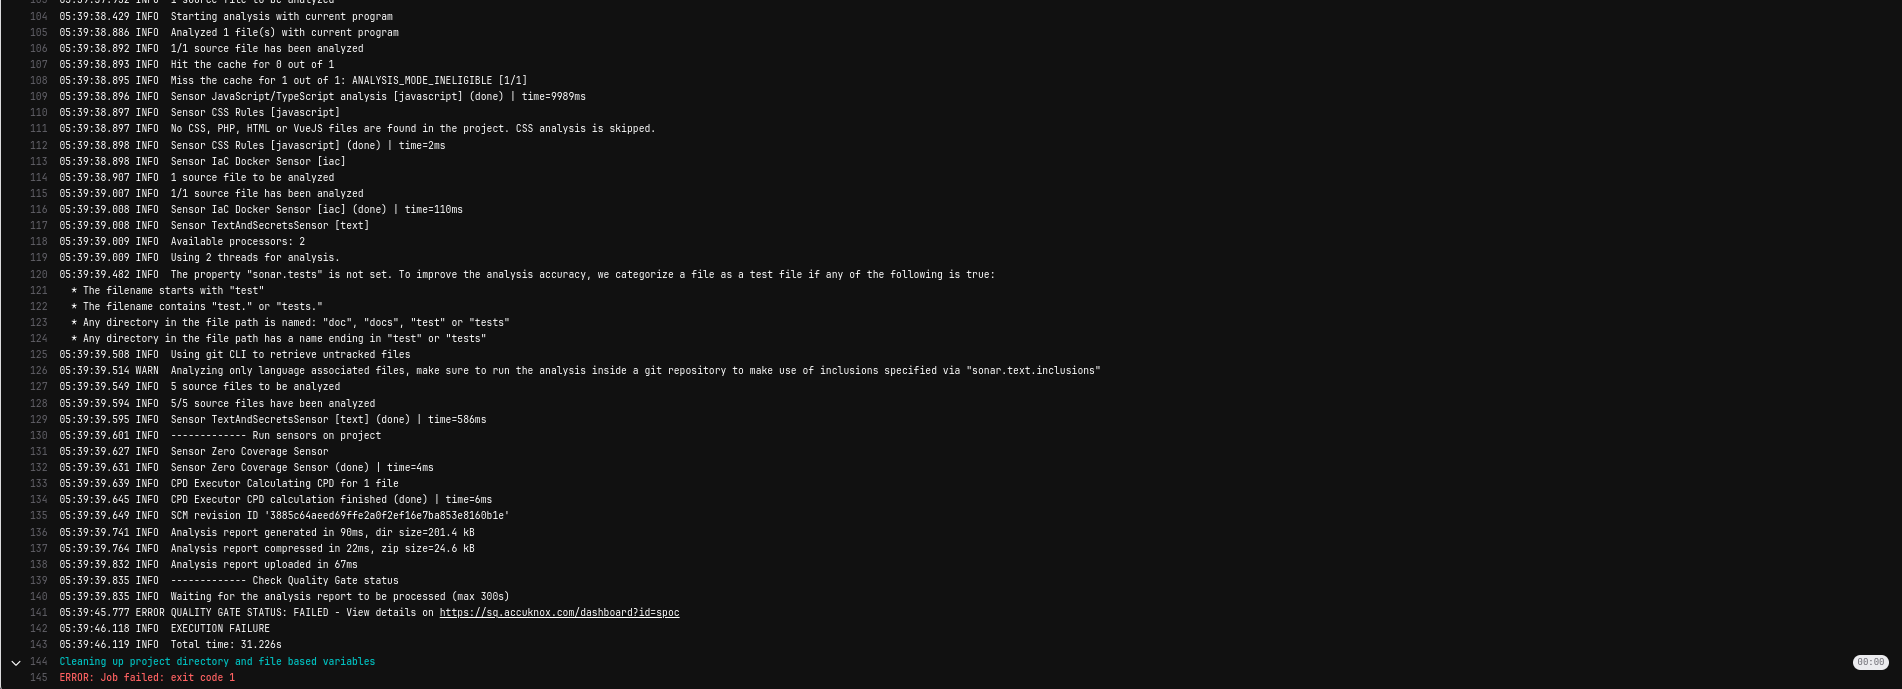 103 05:39:37.932 INFO 1 source file to be analyzed
104 05:39:38.429 INFO Starting analysis with current program
105 05:39:38.886 INFO Analyzed 1 file(s) with current program
106 05:39:38.892 INFO 1/1 source file has been analyzed
107 05:39:38.893 INFO Hit the cache for 0 out of 1
108 05:39:38.895 INFO Miss the cache for 1 out of 1: ANALYSIS_MODE_INELIGIBLE [1/1]
109 05:39:38.896 INFO Sensor JavaScript/TypeScript analysis [javascript] (done) | time=9989ms
110 05:39:38.897 INFO Sensor CSS Rules [javascript]
111 05:39:38.897 INFO No CSS, PHP, HTML or VueJS files are found in the project. CSS analysis is skipped.
112 05:39:38.898 INFO Sensor CSS Rules [javascript] (done) | time=2ms
113 05:39:38.898 INFO Sensor IaC Docker Sensor [iac]
114 05:39:38.907 INFO 1 source file to be analyzed
115 05:39:39.007 INFO 1/1 source file has been analyzed
116 05:39:39.008 INFO Sensor IaC Docker Sensor [iac] (done) | time=110ms
117 05:39:39.008 INFO Sensor TextAndSecretsSensor [text]
118 05:39:39.009 INFO Available processors: 2
119 05:39:39.009 INFO Using 2 threads for analysis.
120 05:39:39.482 INFO The property "sonar.tests" is not set. To improve the analysis accuracy, we categorize a file as a test file if any of the following is true:
121 * The filename starts with "test"
122 * The filename contains "test." or "tests."
123 * Any directory in the file path is named: "doc", "docs", "test" or "tests"
124 * Any directory in the file path has a name ending in "test" or "tests"
125 05:39:39.508 INFO Using git CLI to retrieve untracked files
126 05:39:39.514 WARN Analyzing only language associated files, make sure to run the analysis inside a git repository to make use of inclusions specified via "sonar.text.inclusions"
127 05:39:39.549 INFO 5 source files to be analyzed
128 05:39:39.594 INFO 5/5 source files have been analyzed
129 05:39:39.595 INFO Sensor TextAndSecretsSensor [text] (done) | time=586ms
130 05:39:39.601 INFO ------------- Run sensors on project
131 05:39:39.627 INFO Sensor Zero Coverage Sensor
132 05:39:39.631 INFO Sensor Zero Coverage Sensor (done) | time=4ms
133 05:39:39.639 INFO CPD Executor Calculating CPD for 1 file
134 05:39:39.645 INFO CPD Executor CPD calculation finished (done) | time=6ms
135 05:39:39.649 INFO SCM revision ID '3885c64aeed69ffe2a0f2ef16e7ba853e8160b1e'
136 05:39:39.741 INFO Analysis report generated in 90ms, dir size=201.4 kB
137 05:39:39.764 INFO Analysis report compressed in 22ms, zip size=24.6 kB
138 05:39:39.832 INFO Analysis report uploaded in 67ms
139 05:39:39.835 INFO ------------- Check Quality Gate status
140 05:39:39.835 INFO Waiting for the analysis report to be processed (max 300s)
141 05:39:45.777 ERROR QUALITY GATE STATUS: FAILED - View details on https://sq.accuknox.com/dashboard?id=spoc
142 05:39:46.118 INFO EXECUTION FAILURE
143 05:39:46.119 INFO Total time: 31.226s
144 Cleaning up project directory and file based variables 00:00
145 ERROR: Job failed: exit code 1